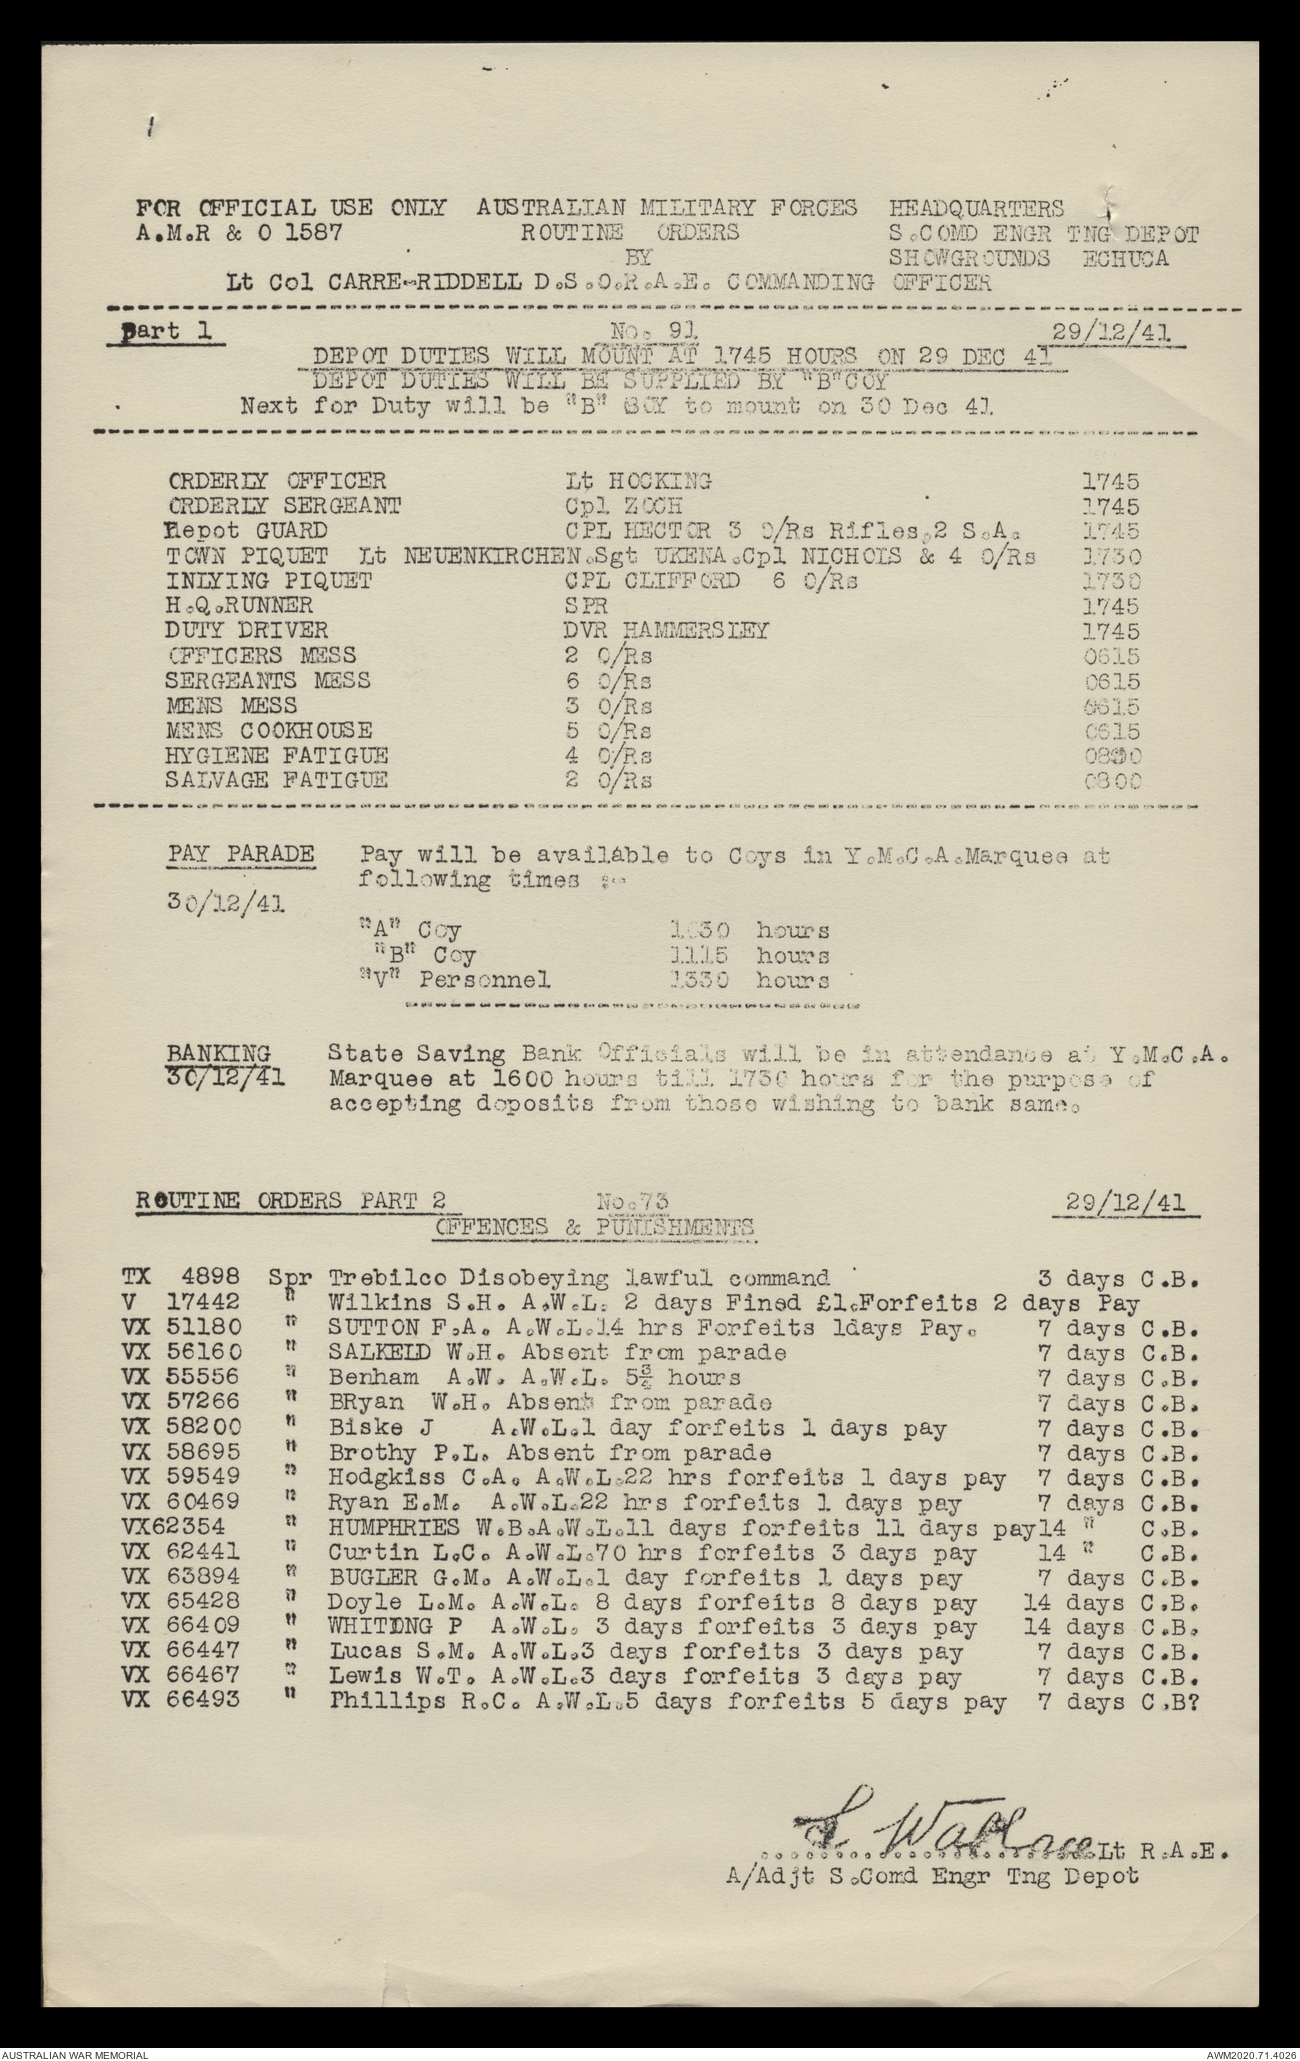 FOR OFFICIAL USE ONLY AUSTRALIAN MILITARY FORCES HEADQUARTERS
A.M.R & O 1587 ROUTINE ORDERS S.COMD ENGR TNG DEPOT
BY SHOWGROUNDS ECHUCA
Lt Col CARRE-RIDDELL D.S.O.R.A.E. COMMANDING OFFICER
Part 1 No. 91 29/12/41
DEPOT DUTIES WILL MOUNT AT 1745 HOURS ON 29 DEC 41
DEPOT DUTIES WILL BE SUPPLIED BY "B"COY
Next for Duty will be "B" COY to mount on 30 Dec 41
ORDERLY OFFICER Lt HOCKING 1745
ORDERLY SERGEANT Cpl ZOCH 1745
Depot GUARD CPL HECTOR 3 O/Rs Rifles,2 S.A. 1745
TOWN PIQUET Lt NEUENKIRCHEN.Sgt UKENA.Cpl NICHOLS & 4 O/Rs 1730
INLYING PIQUET CPL CLIFFORD 6 O/Rs 1730
H.Q.RUNNER SPR 1745
DUTY DRIVER DVR HAMMERSLEY 1745
OFFICERS MESS 2 O/Rs 0615
SERGEANTS MESS 6 O/Rs 0615
MENS MESS 3 O/Rs 0615
MENS COOKHOUSE 5 O/Rs 0615
HYGIENE FATIGUE 4 O/Rs 0800
SALVAGE FATIGUE 2 O/Rs 0800
PAY PARADE Pay will be available to Coys in Y.M.C.A.Marquee at
following times :-
30/12/41
"A" Coy 1030 hours
"B" Coy 1115 hours
"V" Personnel 1330 hours
BANKING State Saving Bank Officials will be in attendance at Y.M.C.A.
30/12/41 Marquee at 1600 hours till 1730 hours for the purpose of
accepting deposits from those wishing to bank same.
ROUTINE ORDERS PART 2 No.73 29/12/41
OFFENCES & PUNISHMENTS
TX 4898 Spr Trebilco Disobeying lawful command 3 days C.B.
V 17442 " Wilkins S.H. A.W.L. 2 days Fined £1.Forfeits 2 days Pay
VX 51180 " SUTTON F.A. A.W.L.14 hrs Forfeits 1days Pay. 7 days C.B.
VX 56160 " SALKELD W.H. Absent from parade 7 days C.B.
VX 55556 " Benham A.W. A.W.L. 5¾ hours 7 days C.B.
VX 57266 " BRyan W.H. Absent from parade 7 days C.B.
VX 58200 " Biske J A.W.L.1 day forfeits 1 days pay 7 days C.B.
VX 58695 " Brothy P.L. Absent from parade 7 days C.B.
VX 59549 " Hodgkiss C.A. A.W.L.22 hrs forfeits 1 days pay 7 days C.B.
VX 60469 " Ryan E.M. A.W.L.22 hrs forfeits 1 days pay 7 days C.B.
VX62354 " HUMPHRIES W.B.A.W.L.11 days forfeits 11 days pay14 " C.B.
VX 62441 " Curtin L.C. A.W.L.70 hrs forfeits 3 days pay 14 " C.B.
VX 63894 " BUGLER G.M. A.W.L.1 day forfeits 1 days pay 7 days C.B.
VX 65428 " Doyle L.M. A.W.L. 8 days forfeits 8 days pay 14 days C.B.
VX 66409 " WHITING P A.W.L. 3 days forfeits 3 days pay 14 days C.B.
VX 66447 " Lucas S.M. A.W.L.3 days forfeits 3 days pay 7 days C.B.
VX 66467 " Lewis W.T. A.W.L.3 days forfeits 3 days pay 7 days C.B.
VX 66493 " Phillips R.C. A.W.L.5 days forfeits 5 days pay 7 days C.B?
L. Wallace Lt R.A.E.
A/Adjt S.Comd Engr Tng Depot
AUSTRALIAN WAR MEMORIAL AWM2020.71.4026